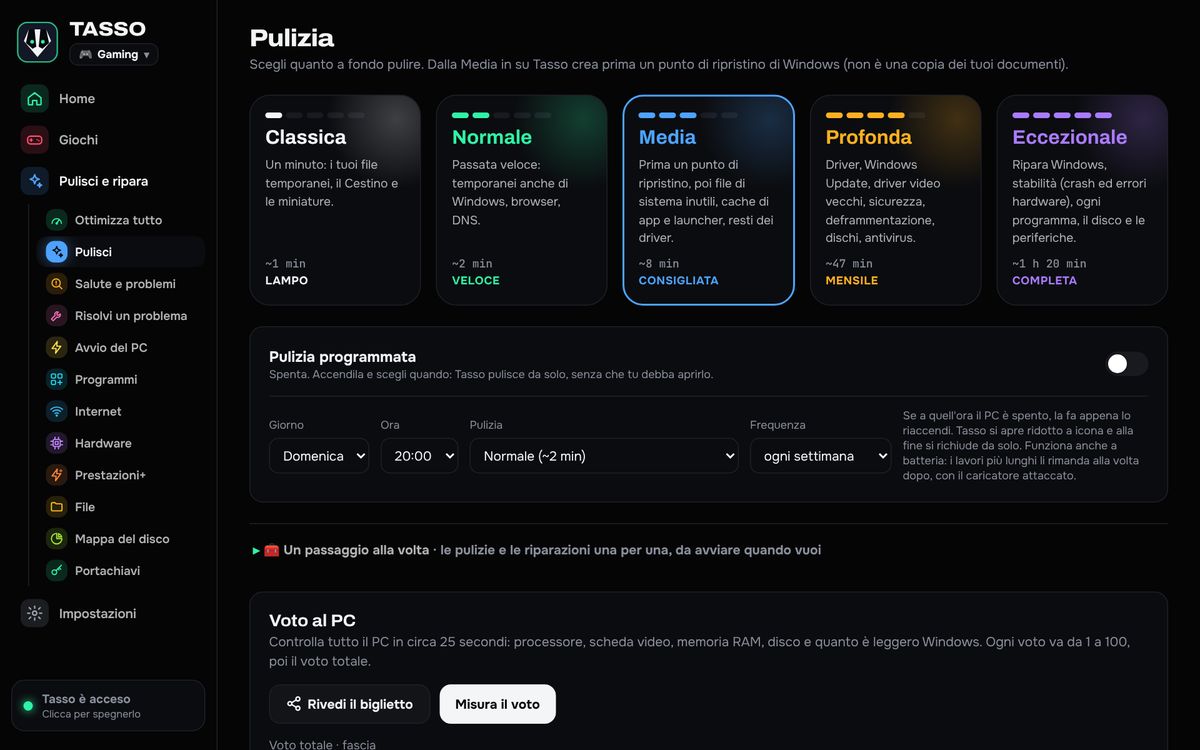 TASSO
🎮 Gaming ▾
Home
Giochi
Pulisci e ripara
Ottimizza tutto
Pulisci
Salute e problemi
Risolvi un problema
Avvio del PC
Programmi
Internet
Hardware
Prestazioni+
File
Mappa del disco
Portachiavi
Impostazioni
Tasso è acceso
Clicca per spegnerlo
Pulizia
Scegli quanto a fondo pulire. Dalla Media in su Tasso crea prima un punto di ripristino di Windows (non è una copia dei tuoi documenti).
Classica
Un minuto: i tuoi file
temporanei, il Cestino e
le miniature.
~1 min
LAMPO
Normale
Passata veloce:
temporanei anche di
Windows, browser,
DNS.
~2 min
VELOCE
Media
Prima un punto di
ripristino, poi file di
sistema inutili, cache di
app e launcher, resti dei
driver.
~8 min
CONSIGLIATA
Profonda
Driver, Windows
Update, driver video
vecchi, sicurezza,
deframmentazione,
dischi, antivirus.
~47 min
MENSILE
Eccezionale
Ripara Windows,
stabilità (crash ed errori
hardware), ogni
programma, il disco e le
periferiche.
~1 h 20 min
COMPLETA
Pulizia programmata
Spenta. Accendila e scegli quando: Tasso pulisce da solo, senza che tu debba aprirlo.
Giorno
Domenica
Ora
20:00
Pulizia
Normale (~2 min)
Frequenza
ogni settimana
Se a quell'ora il PC è spento, la fa appena lo
riaccendi. Tasso si apre ridotto a icona e alla
fine si richiude da solo. Funziona anche a
batteria: i lavori più lunghi li rimanda alla volta
dopo, con il caricatore attaccato.
▸ 🧰 Un passaggio alla volta · le pulizie e le riparazioni una per una, da avviare quando vuoi
Voto al PC
Controlla tutto il PC in circa 25 secondi: processore, scheda video, memoria RAM, disco e quanto è leggero Windows. Ogni voto va da 1 a 100,
poi il voto totale.
Rivedi il biglietto
Misura il voto
Voto totale · fascia